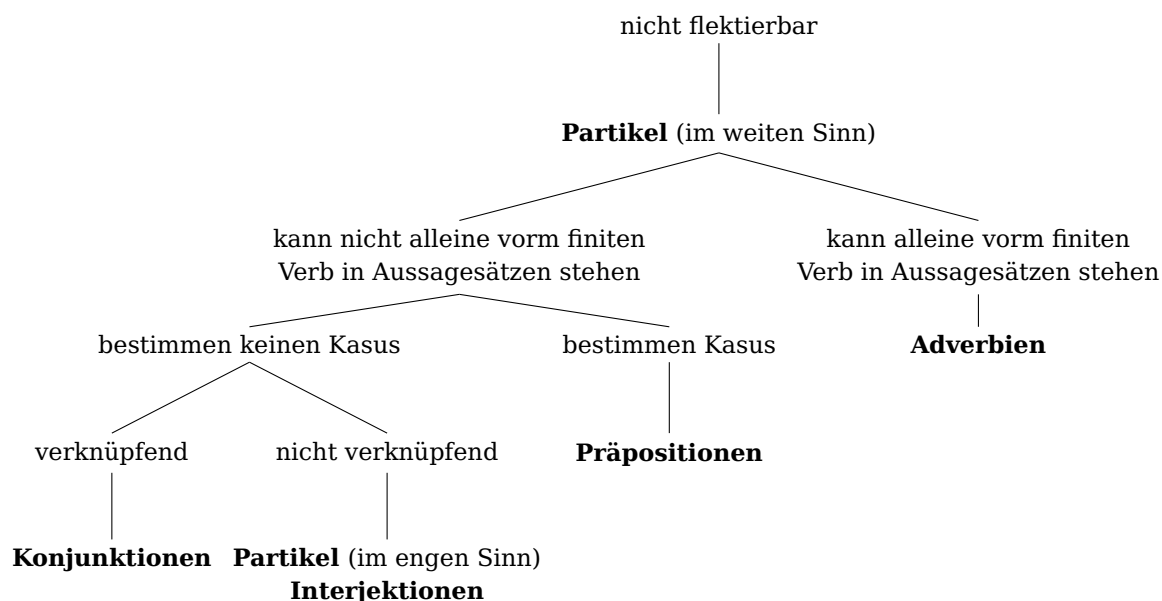 nicht flektierbar
Partikel (im weiten Sinn)
kann nicht alleine vorm finiten
Verb in Aussagesätzen stehen
kann alleine vorm finiten
Verb in Aussagesätzen stehen
bestimmen keinen Kasus
bestimmen Kasus
Adverbien
verknüpfend
nicht verknüpfend
Präpositionen
Konjunktionen
Partikel (im engen Sinn)
Interjektionen